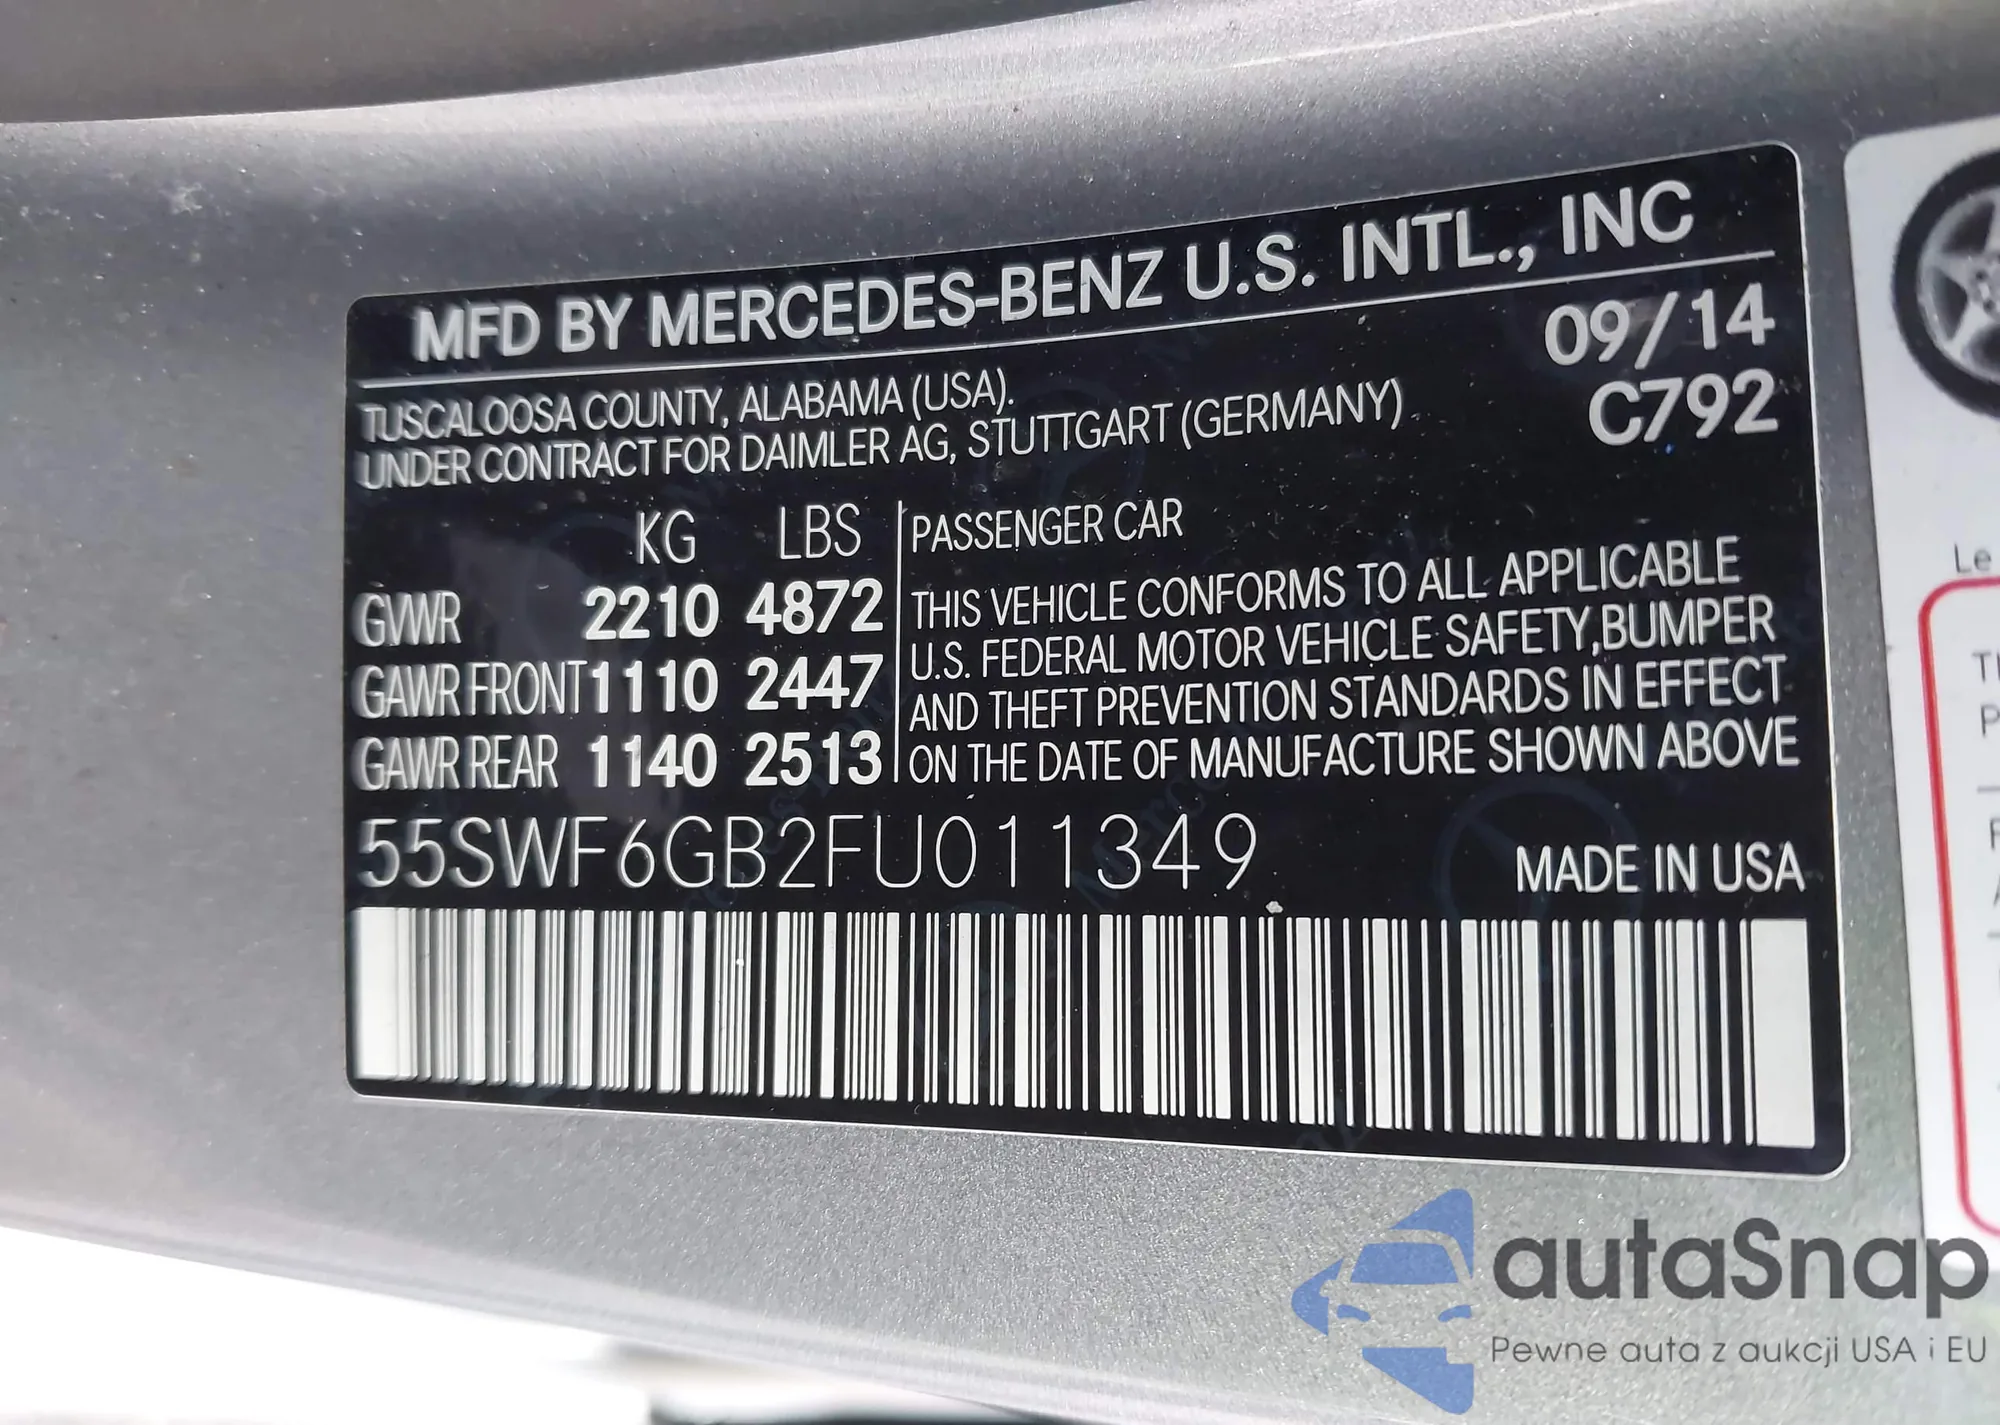 MFD BY MERCEDES-BENZ U.S. INTL., INC
09/14
TUSCALOOSA COUNTY, ALABAMA (USA).
UNDER CONTRACT FOR DAIMLER AG, STUTTGART (GERMANY)
C792
KG LBS
GVWR 2210 4872
GAWR FRONT 1110 2447
GAWR REAR 1140 2513
PASSENGER CAR
THIS VEHICLE CONFORMS TO ALL APPLICABLE
U.S. FEDERAL MOTOR VEHICLE SAFETY,BUMPER
AND THEFT PREVENTION STANDARDS IN EFFECT
ON THE DATE OF MANUFACTURE SHOWN ABOVE
55SWF6GB2FU011349
MADE IN USA
Le
autaSnap
Pewne auta z aukcji USA i EU